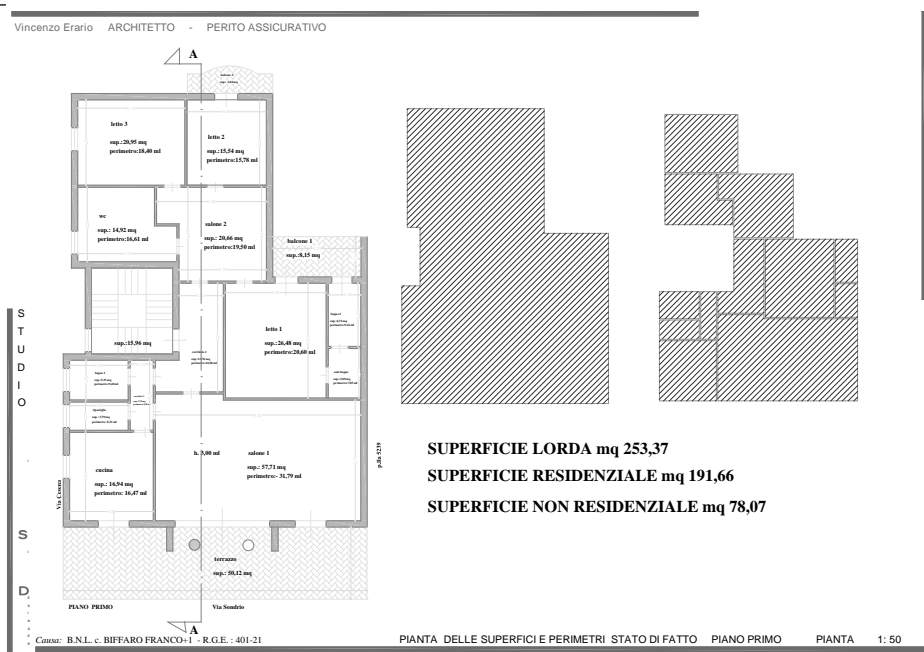 Vincenzo Erario ARCHITETTO - PERITO ASSICURATIVO
A
letto 3
sup.:20,95 mq
perimetro:18,40 ml
letto 2
sup.:15,54 mq
perimetro:15,78 ml
wc
sup.: 14,92 mq
perimetro:16,61 ml
salone 2
sup.: 20,66 mq
perimetro:19,50 ml
balcone 1
sup.:8,15 mq
sup.:15,96 mq
letto 1
sup.:26,48 mq
perimetro:20,60 ml
h. 3,00 ml
salone 1
sup.: 57,71 mq
perimetro:- 31,79 ml
cucina
sup.: 16,94 mq
perimetro: 16,47 ml
Via Cesena
p.lla 5239
terrazzo
sup.: 50,12 mq
PIANO PRIMO
Via Sondrio
A
SUPERFICIE LORDA mq 253,37
SUPERFICIE RESIDENZIALE mq 191,66
SUPERFICIE NON RESIDENZIALE mq 78,07
STUDIO
S.
D
Causa: B.N.L. c. BIFFARO FRANCO+1 - R.G.E. : 401-21
PIANTA DELLE SUPERFICI E PERIMETRI STATO DI FATTO PIANO PRIMO PIANTA 1: 50